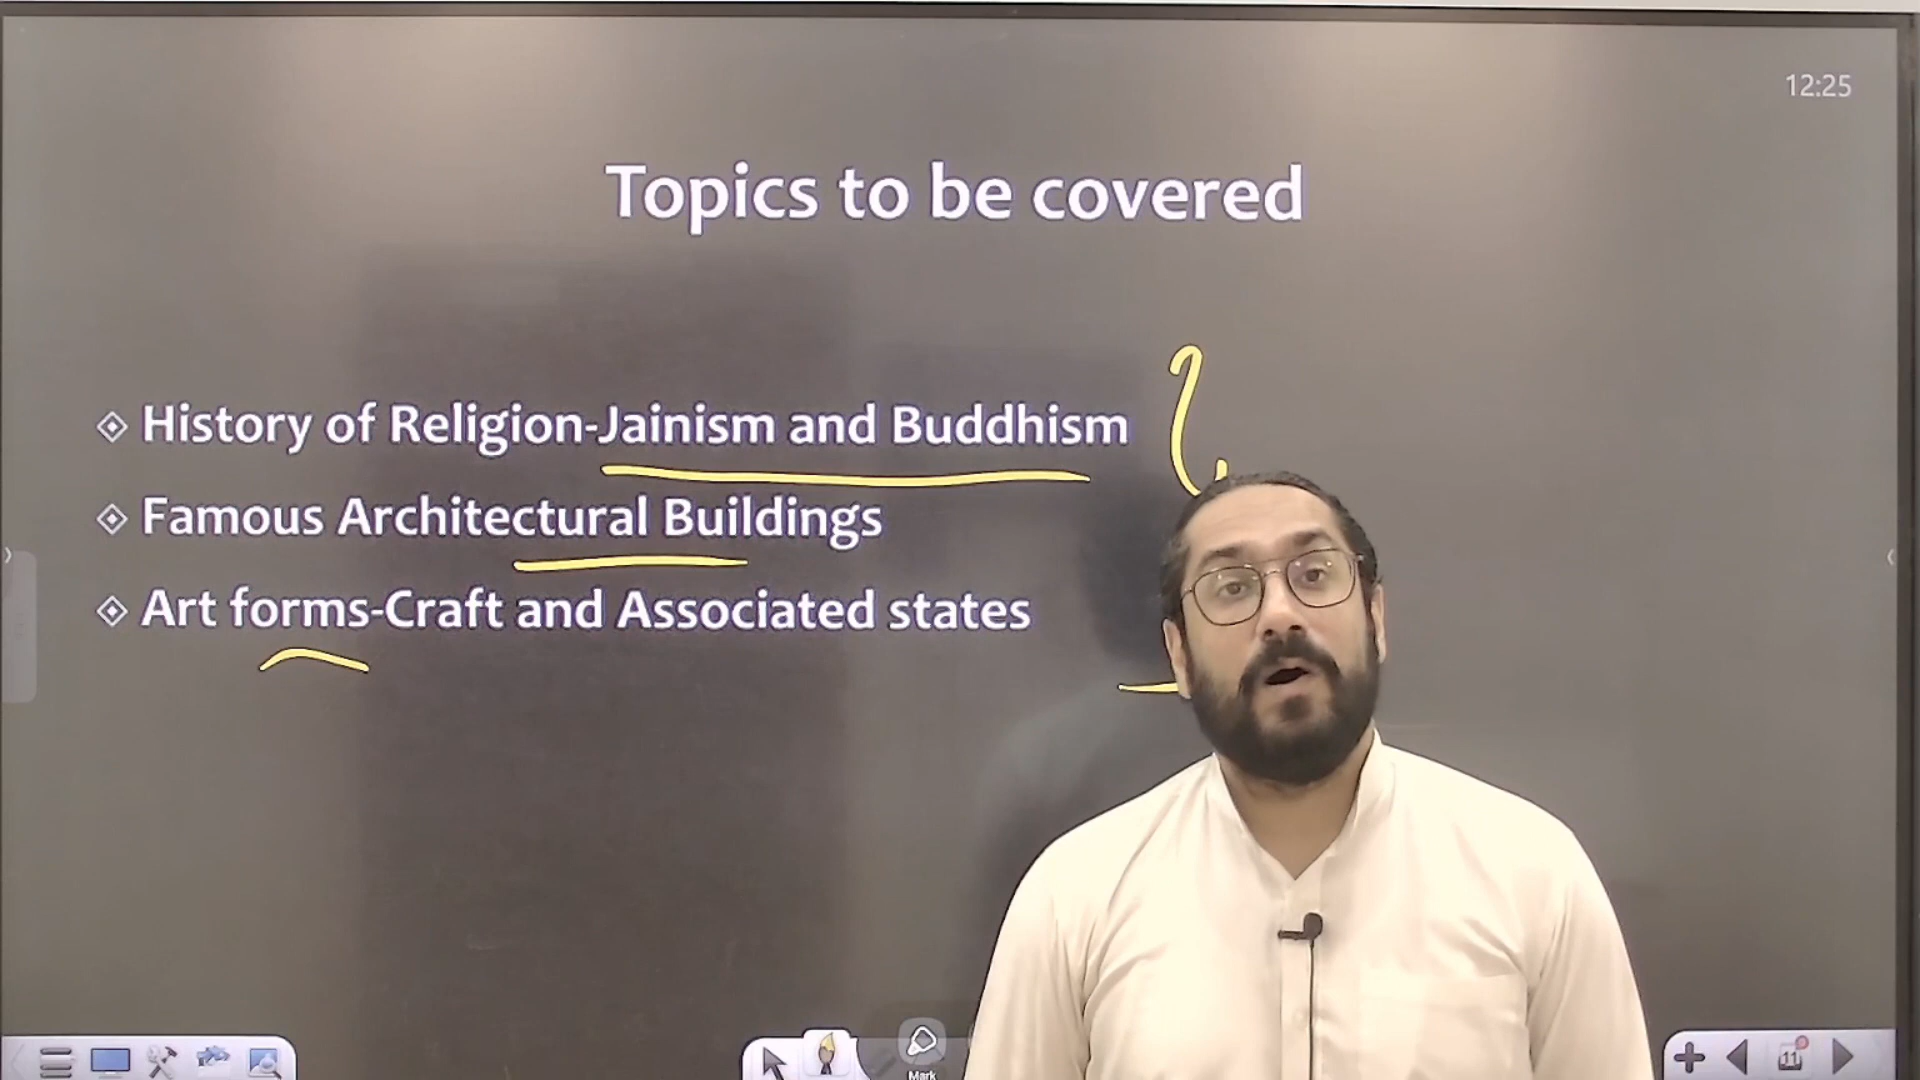 12:25
Topics to be covered
History of Religion-Jainism and Buddhism
Famous Architectural Buildings
Art forms-Craft and Associated states
Mark
11